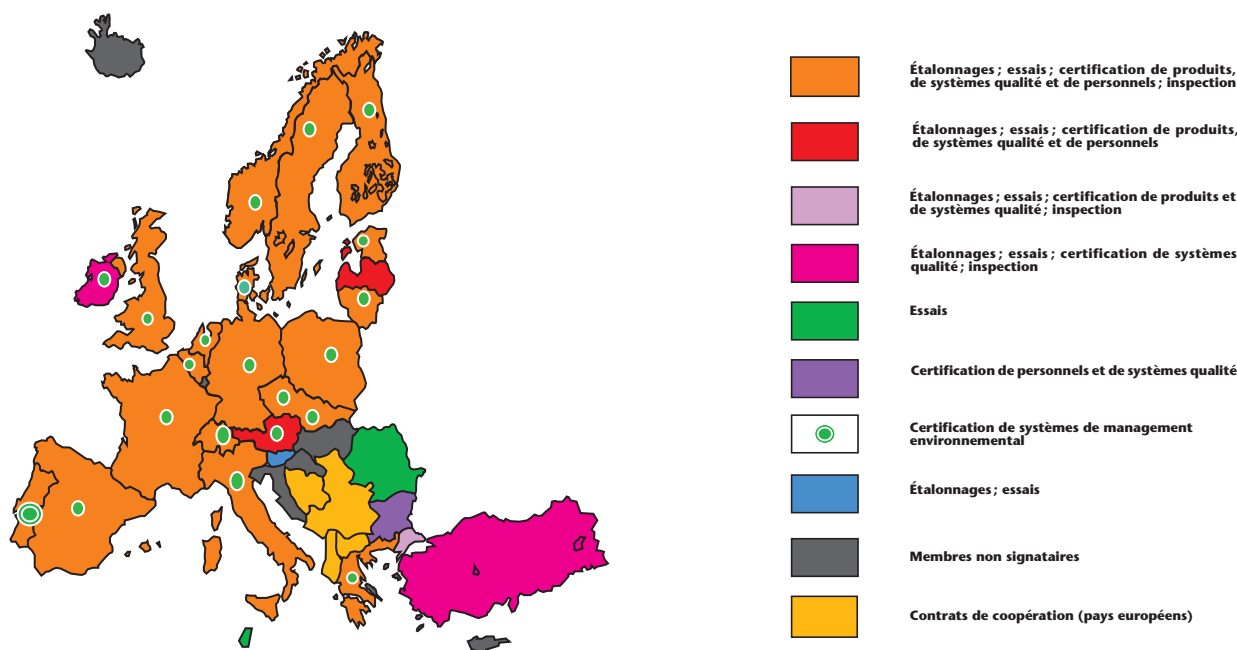 Étalonnages ; essais ; certification de produits,
de systèmes qualité et de personnels ; inspection
Étalonnages ; essais ; certification de produits,
de systèmes qualité et de personnels
Étalonnages ; essais ; certification de produits et
de systèmes qualité ; inspection
Étalonnages ; essais ; certification de systèmes
qualité ; inspection
Essais
Certification de personnels et de systèmes qualité
Certification de systèmes de management
environnemental
Étalonnages ; essais
Membres non signataires
Contrats de coopération (pays européens)